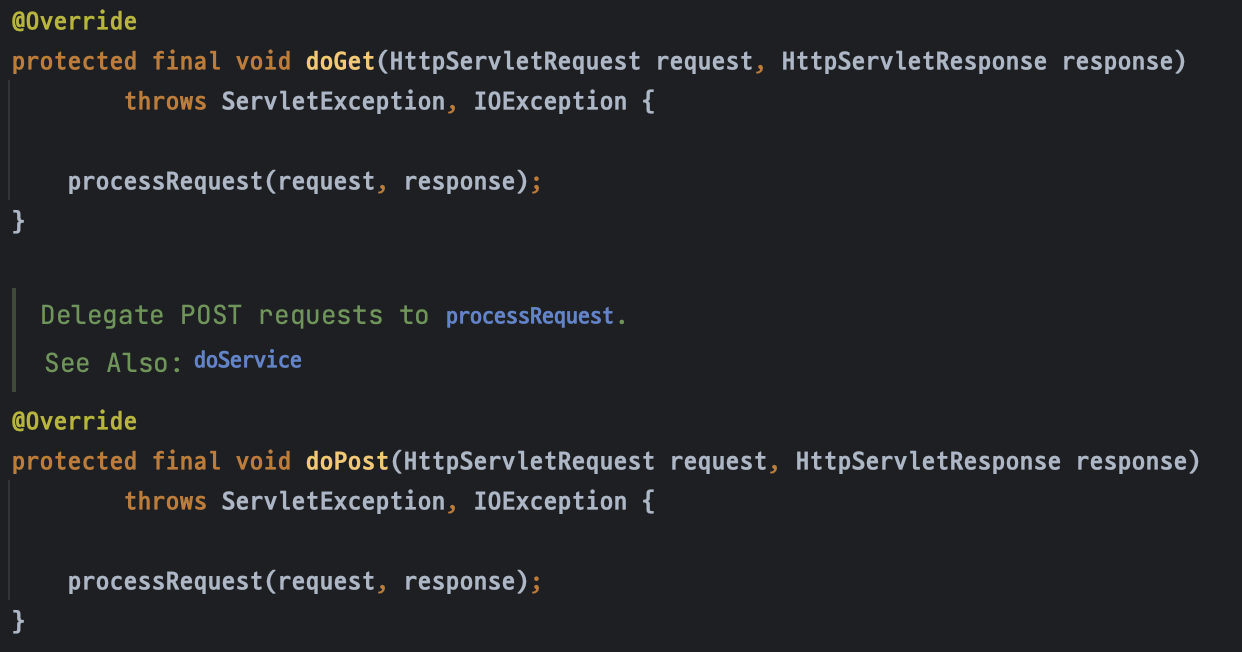 @Override
protected final void doGet(HttpServletRequest request, HttpServletResponse response)
        throws ServletException, IOException {

    processRequest(request, response);
}

Delegate POST requests to processRequest.
See Also: doService
@Override
protected final void doPost(HttpServletRequest request, HttpServletResponse response)
        throws ServletException, IOException {

    processRequest(request, response);
}